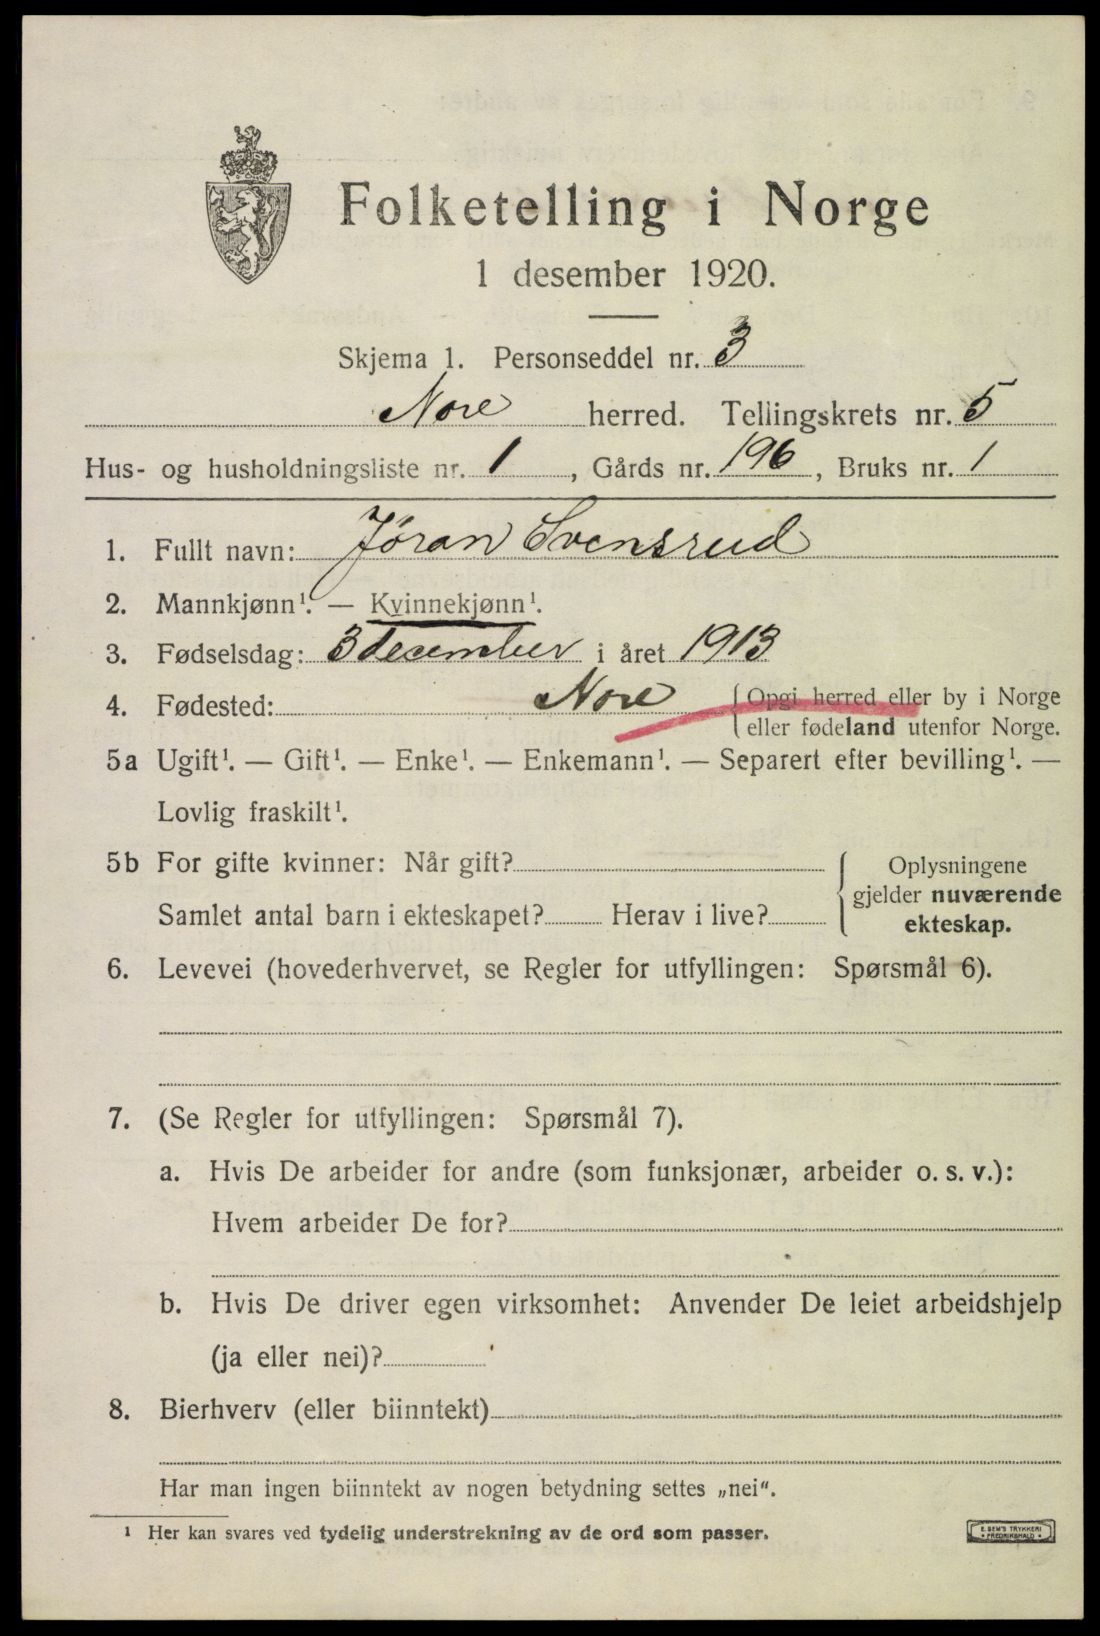 Folketelling i Norge
1 desember 1920.
Skjema 1. Personseddel nr. 3
Nore herred. Tellingskrets nr. 5
Hus- og husholdningsliste nr. 1, Gårds nr. 196, Bruks nr. 1
1. Fullt navn: Jøran Svensrud
2. Mannkjønn¹. — Kvinnekjønn¹.
3. Fødselsdag: 3 december i året 1913
4. Fødested: Nore { Opgi herred eller by i Norge
eller fødeland utenfor Norge.
5a Ugift¹. — Gift¹. — Enke¹. — Enkemann¹. — Separert efter bevilling¹. —
Lovlig fraskilt¹.
5b For gifte kvinner: Når gift?
Samlet antal barn i ekteskapet? Herav i live?
{ Oplysningene
gjelder nuværende
ekteskap.
6. Levevei (hovederhvervet, se Regler for utfyllingen: Spørsmål 6).
7. (Se Regler for utfyllingen: Spørsmål 7).
a. Hvis De arbeider for andre (som funksjonær, arbeider o. s. v.):
Hvem arbeider De for?
b. Hvis De driver egen virksomhet: Anvender De leiet arbeidshjelp
(ja eller nei)?
8. Bierhverv (eller biinntekt)
Har man ingen biinntekt av nogen betydning settes „nei“.
¹ Her kan svares ved tydelig understrekning av de ord som passer.
E. SEM'S TRYKKERI
FREDRIKSHALD